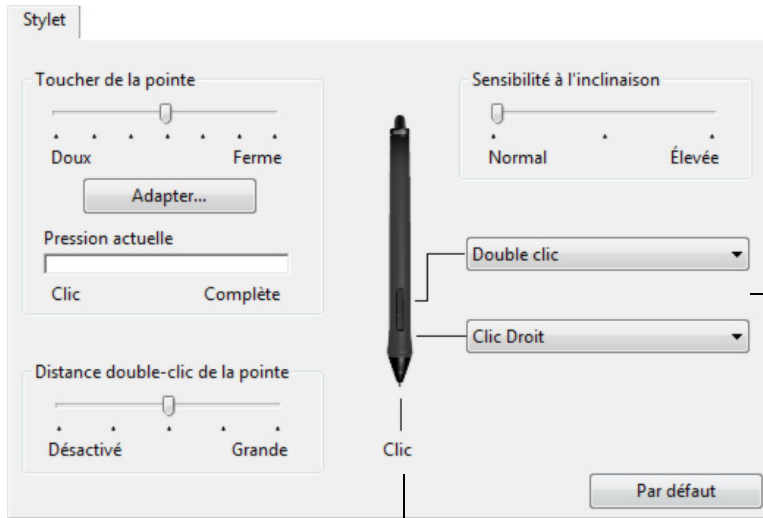 Stylet
Toucher de la pointe
Doux Ferme
Adapter...
Pression actuelle
Clic Complète
Distance double-clic de la pointe
Désactivé Grande
Sensibilité à l'inclinaison
Normal Élevée
Double clic
Clic Droit
Clic
Par défaut